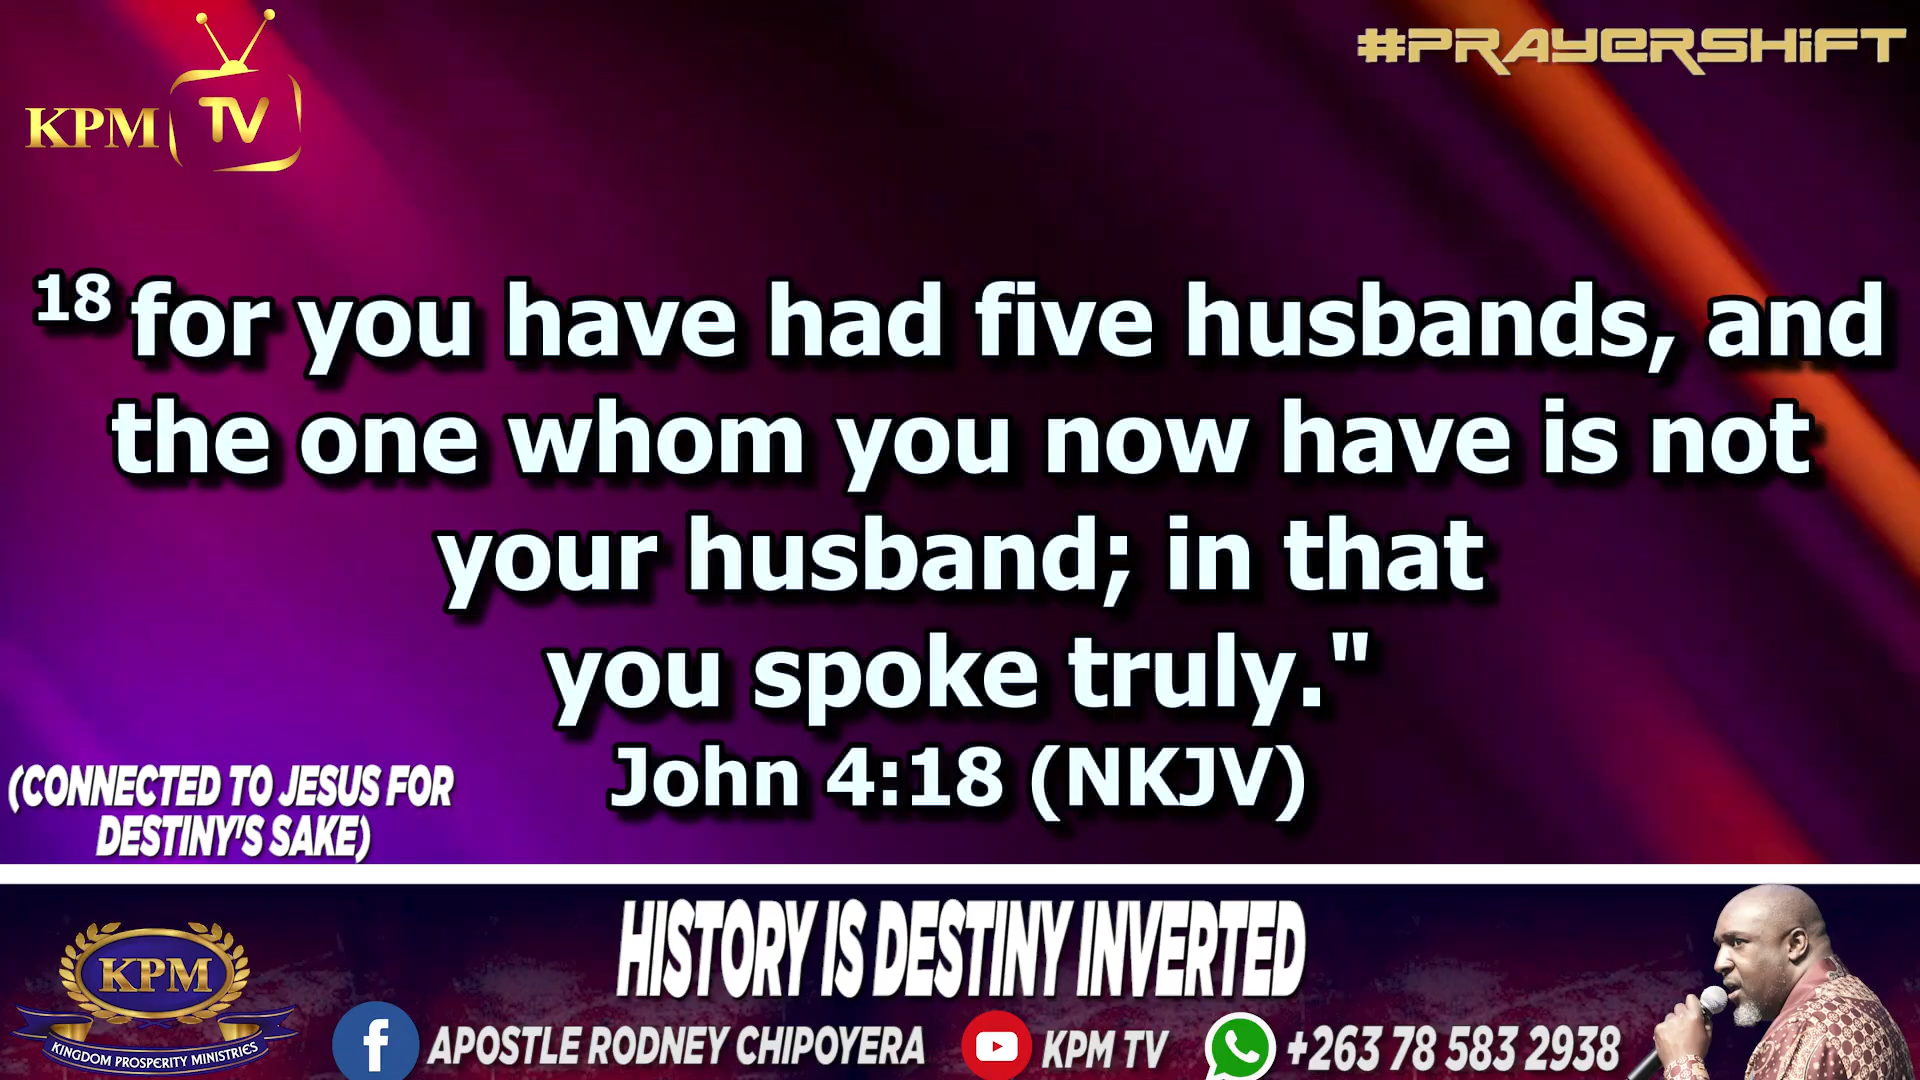 KPM TV
#PRAYERSHIFT
18 for you have had five husbands, and
the one whom you now have is not
your husband; in that
you spoke truly."
John 4:18 (NKJV)
(CONNECTED TO JESUS FOR
DESTINY'S SAKE)
HISTORY IS DESTINY INVERTED
KPM
KINGDOM PROSPERITY MINISTRIES
f APOSTLE RODNEY CHIPOYERA KPM TV +263 78 583 2938